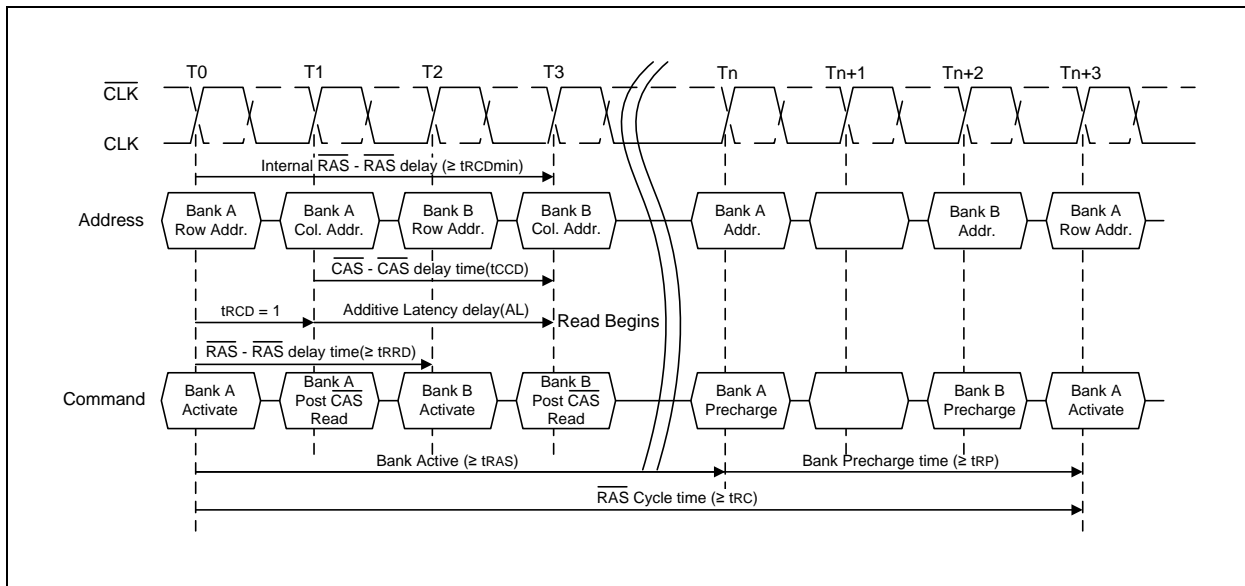 T0 T1 T2 T3 Tn Tn+1 Tn+2 Tn+3
CLK
CLK
Internal RAS - RAS delay (≥ tRCDmin)
Address
Bank A
Row Addr.
Bank A
Col. Addr.
Bank B
Row Addr.
Bank B
Col. Addr.
Bank A
Addr.
Bank B
Addr.
Bank A
Row Addr.
CAS - CAS delay time(tCCD)
tRCD = 1
Additive Latency delay(AL)
Read Begins
RAS - RAS delay time(≥ tRRD)
Command
Bank A
Activate
Bank A
Post CAS
Read
Bank B
Activate
Bank B
Post CAS
Read
Bank A
Precharge
Bank B
Precharge
Bank A
Activate
Bank Active (≥ tRAS)
Bank Precharge time (≥ tRP)
RAS Cycle time (≥ tRC)